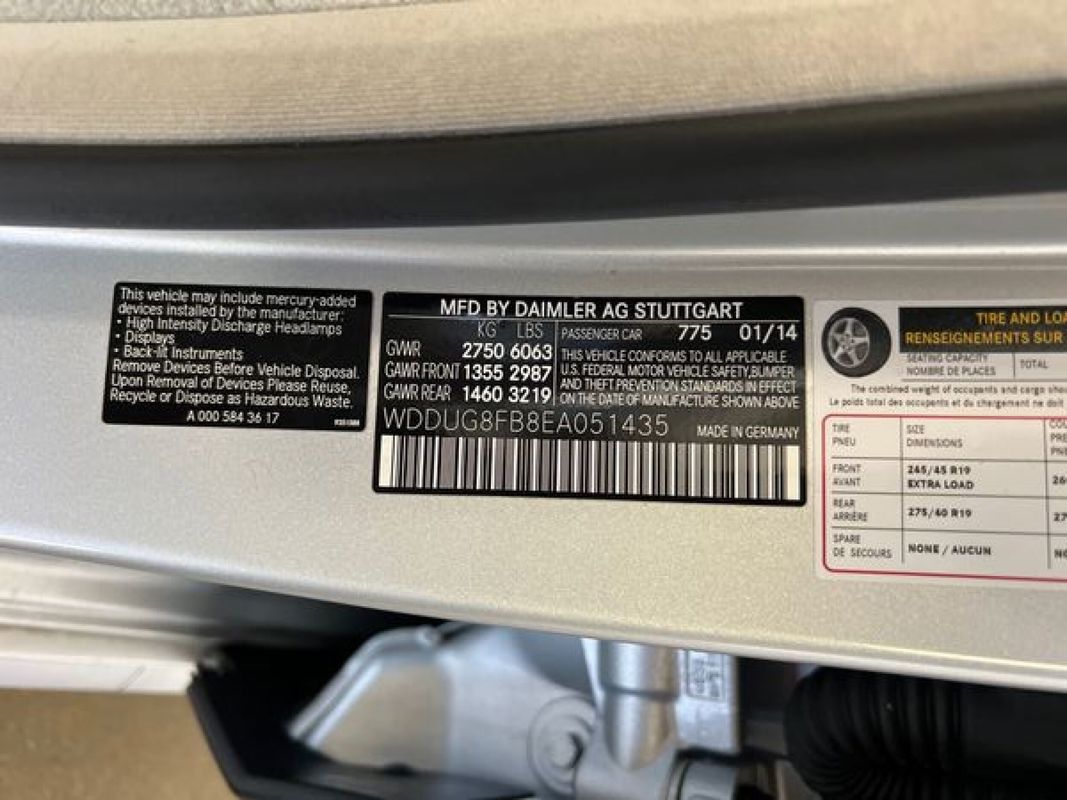 This vehicle may include mercury-added
devices installed by the manufacturer:
• High Intensity Discharge Headlamps
• Displays
• Back-lit Instruments
Remove Devices Before Vehicle Disposal.
Upon Removal of Devices Please Reuse,
Recycle or Dispose as Hazardous Waste.
A 000 584 36 17
MFD BY DAIMLER AG STUTTGART
KG LBS
GVWR 2750 6063
GAWR FRONT 1355 2987
GAWR REAR 1460 3219
PASSENGER CAR 775 01/14
THIS VEHICLE CONFORMS TO ALL APPLICABLE
U.S. FEDERAL MOTOR VEHICLE SAFETY, BUMPER
AND THEFT PREVENTION STANDARDS IN EFFECT
ON THE DATE OF MANUFACTURE SHOWN ABOVE
WDDUG8FB8EA051435
MADE IN GERMANY
TIRE AND LOA
RENSEIGNEMENTS SUR
SEATING CAPACITY
NOMBRE DE PLACES
TOTAL
The combined weight of occupants and cargo shou
Le poids total des occupants et du chargement ne doit
TIRE SIZE
PNEU DIMENSIONS
FRONT 245/45 R19
AVANT EXTRA LOAD
REAR
ARRIÈRE 275/40 R19
SPARE
DE SECOURS NONE / AUCUN